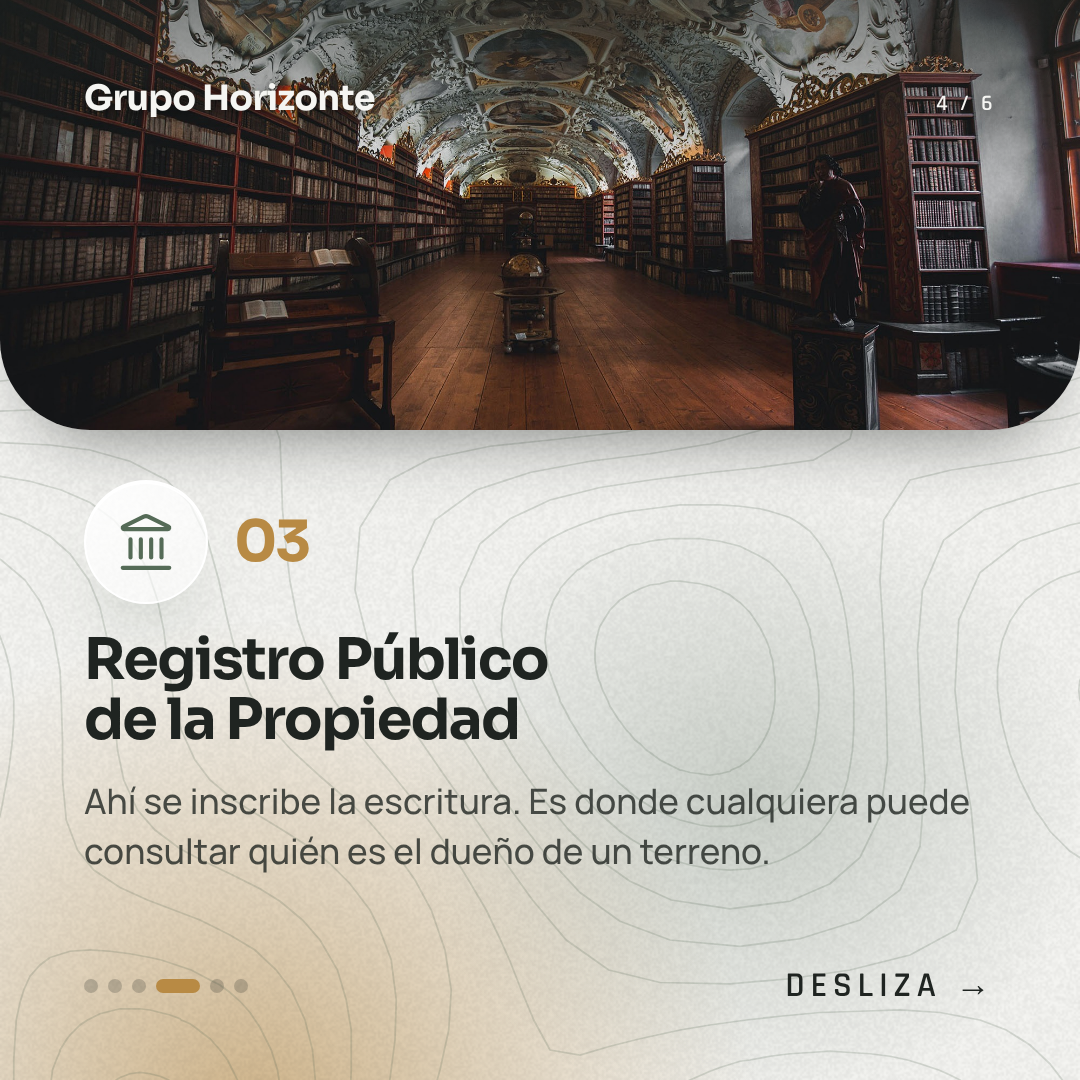 Grupo Horizonte
4 / 6
03
Registro Público
de la Propiedad
Ahí se inscribe la escritura. Es donde cualquiera puede
consultar quién es el dueño de un terreno.
DESLIZA →